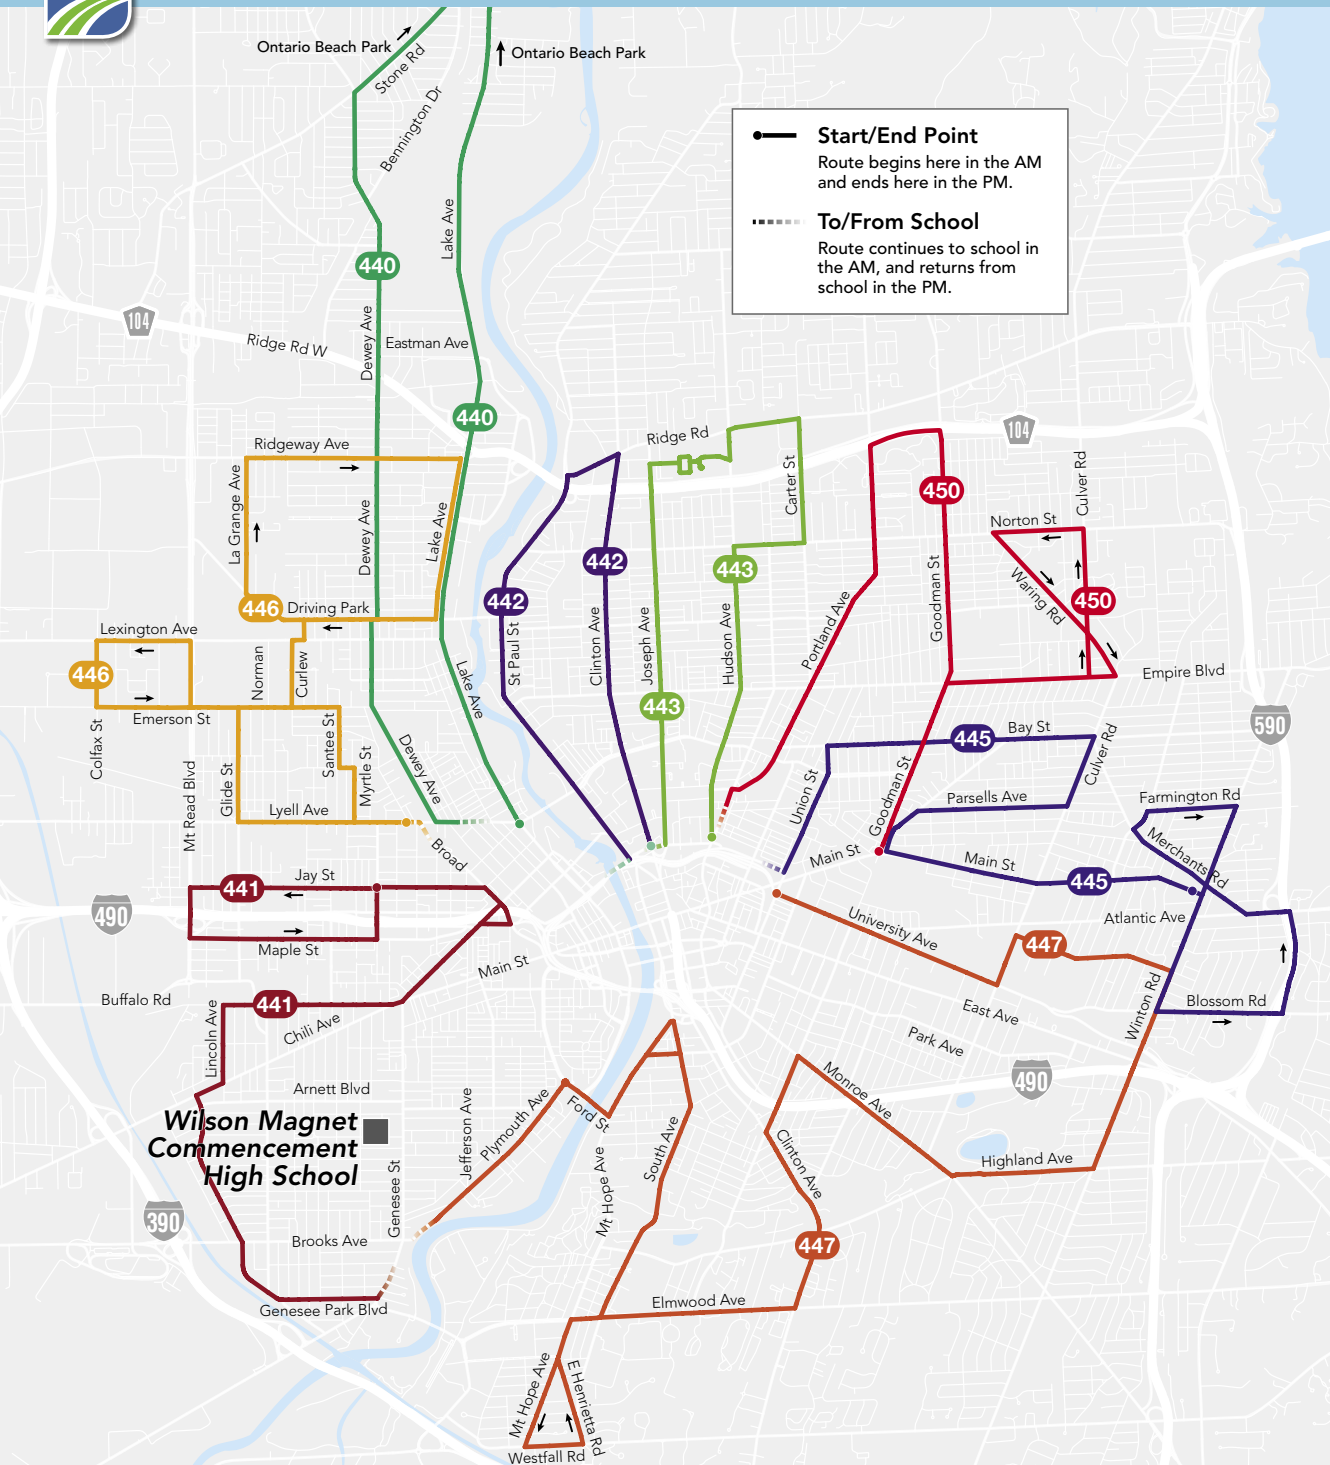 Ontario Beach Park
Ontario Beach Park
Stone Rd
Bennington Dr
Start/End Point
Route begins here in the AM
and ends here in the PM.
To/From School
Route continues to school in
the AM, and returns from
school in the PM.
Lake Ave
440
104
Dewey Ave
Eastman Ave
Ridge Rd W
440
Ridge Rd
104
Ridgeway Ave
La Grange Ave
Dewey Ave
Lake Ave
Carter St
450
Culver Rd
Norton St
442
443
442
Goodman St
Waring Rd
450
446
Driving Park
Lexington Ave
446
Norman
Curlew
Lake Ave
St Paul St
Clinton Ave
Joseph Ave
Hudson Ave
Portland Ave
Empire Blvd
443
Emerson St
Colfax St
Mt Read Blvd
Glide St
Santee St
Myrtle St
Dewey Ave
Lyell Ave
Broad
590
445
Bay St
Culver Rd
Union St
Goodman St
Parsells Ave
Farmington Rd
Merchants Rd
Main St
Main St
445
Jay St
441
490
Maple St
Main St
University Ave
447
Atlantic Ave
Buffalo Rd
441
Lincoln Ave
Chili Ave
East Ave
Winton Rd
Blossom Rd
Park Ave
490
Arnett Blvd
Wilson Magnet
Commencement
High School
Jefferson Ave
Plymouth Ave
Ford St
Monroe Ave
Genesee St
Mt Hope Ave
South Ave
Clinton Ave
Highland Ave
390
Brooks Ave
447
Genesee Park Blvd
Elmwood Ave
Mt Hope Ave
E Henrietta Rd
Westfall Rd